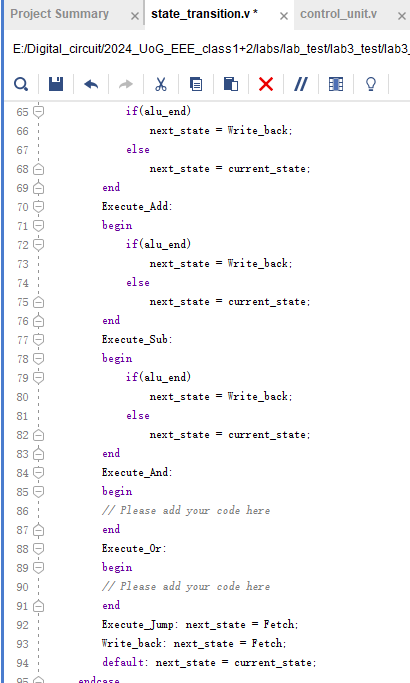 Project Summary × state_transition.v * × control_unit.v ×
E:/Digital_circuit/2024_UoG_EEE_class1+2/labs/lab_test/lab3_test/lab3_
65 if(alu_end)
66 next_state = Write_back;
67 else
68 next_state = current_state;
69 end
70 Execute_Add:
71 begin
72 if(alu_end)
73 next_state = Write_back;
74 else
75 next_state = current_state;
76 end
77 Execute_Sub:
78 begin
79 if(alu_end)
80 next_state = Write_back;
81 else
82 next_state = current_state;
83 end
84 Execute_And:
85 begin
86 // Please add your code here
87 end
88 Execute_Or:
89 begin
90 // Please add your code here
91 end
92 Execute_Jump: next_state = Fetch;
93 Write_back: next_state = Fetch;
94 default: next_state = current_state;
95 endcase